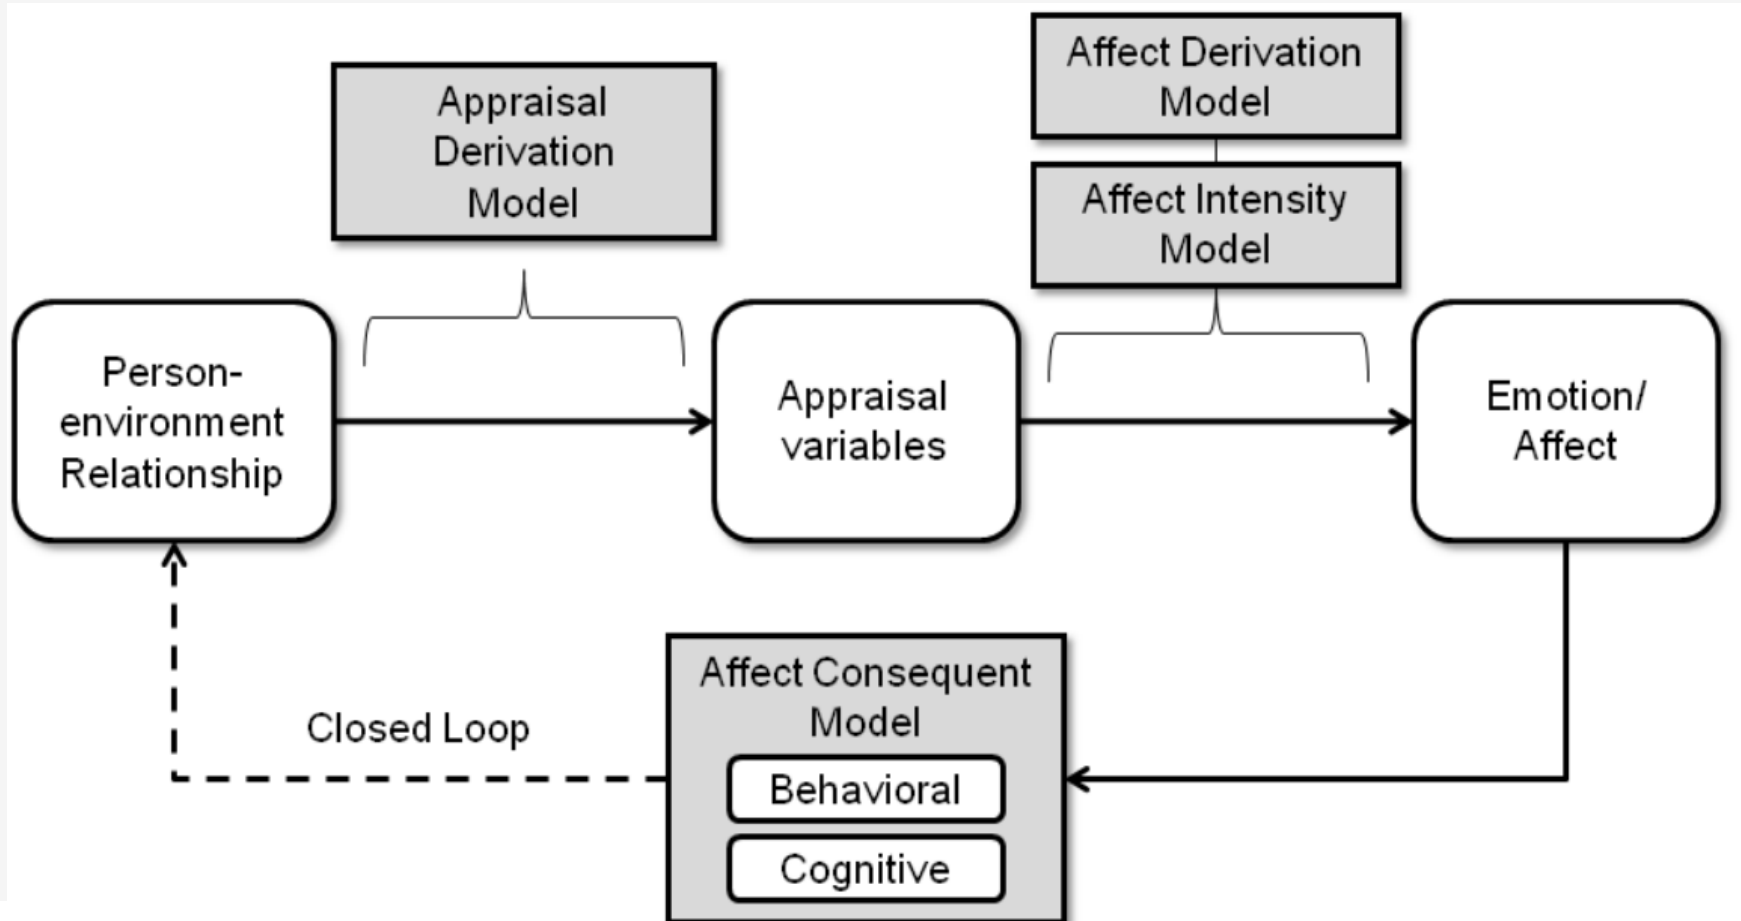 Appraisal
Derivation
Model
Affect Derivation
Model
Affect Intensity
Model
Person-
environment
Relationship
Appraisal
variables
Emotion/
Affect
Affect Consequent
Model
Behavioral
Cognitive
Closed Loop